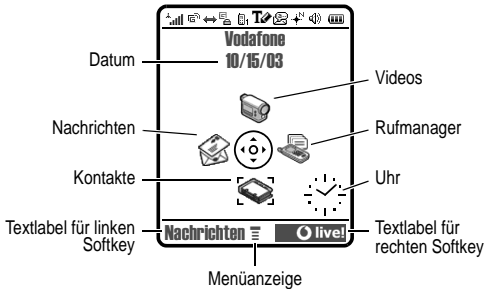 Vodafone
Datum
10/15/03
Videos
Nachrichten
Rufmanager
Kontakte
Uhr
Textlabel für linken
Softkey
Nachrichten
live!
Textlabel für
rechten Softkey
Menüanzeige